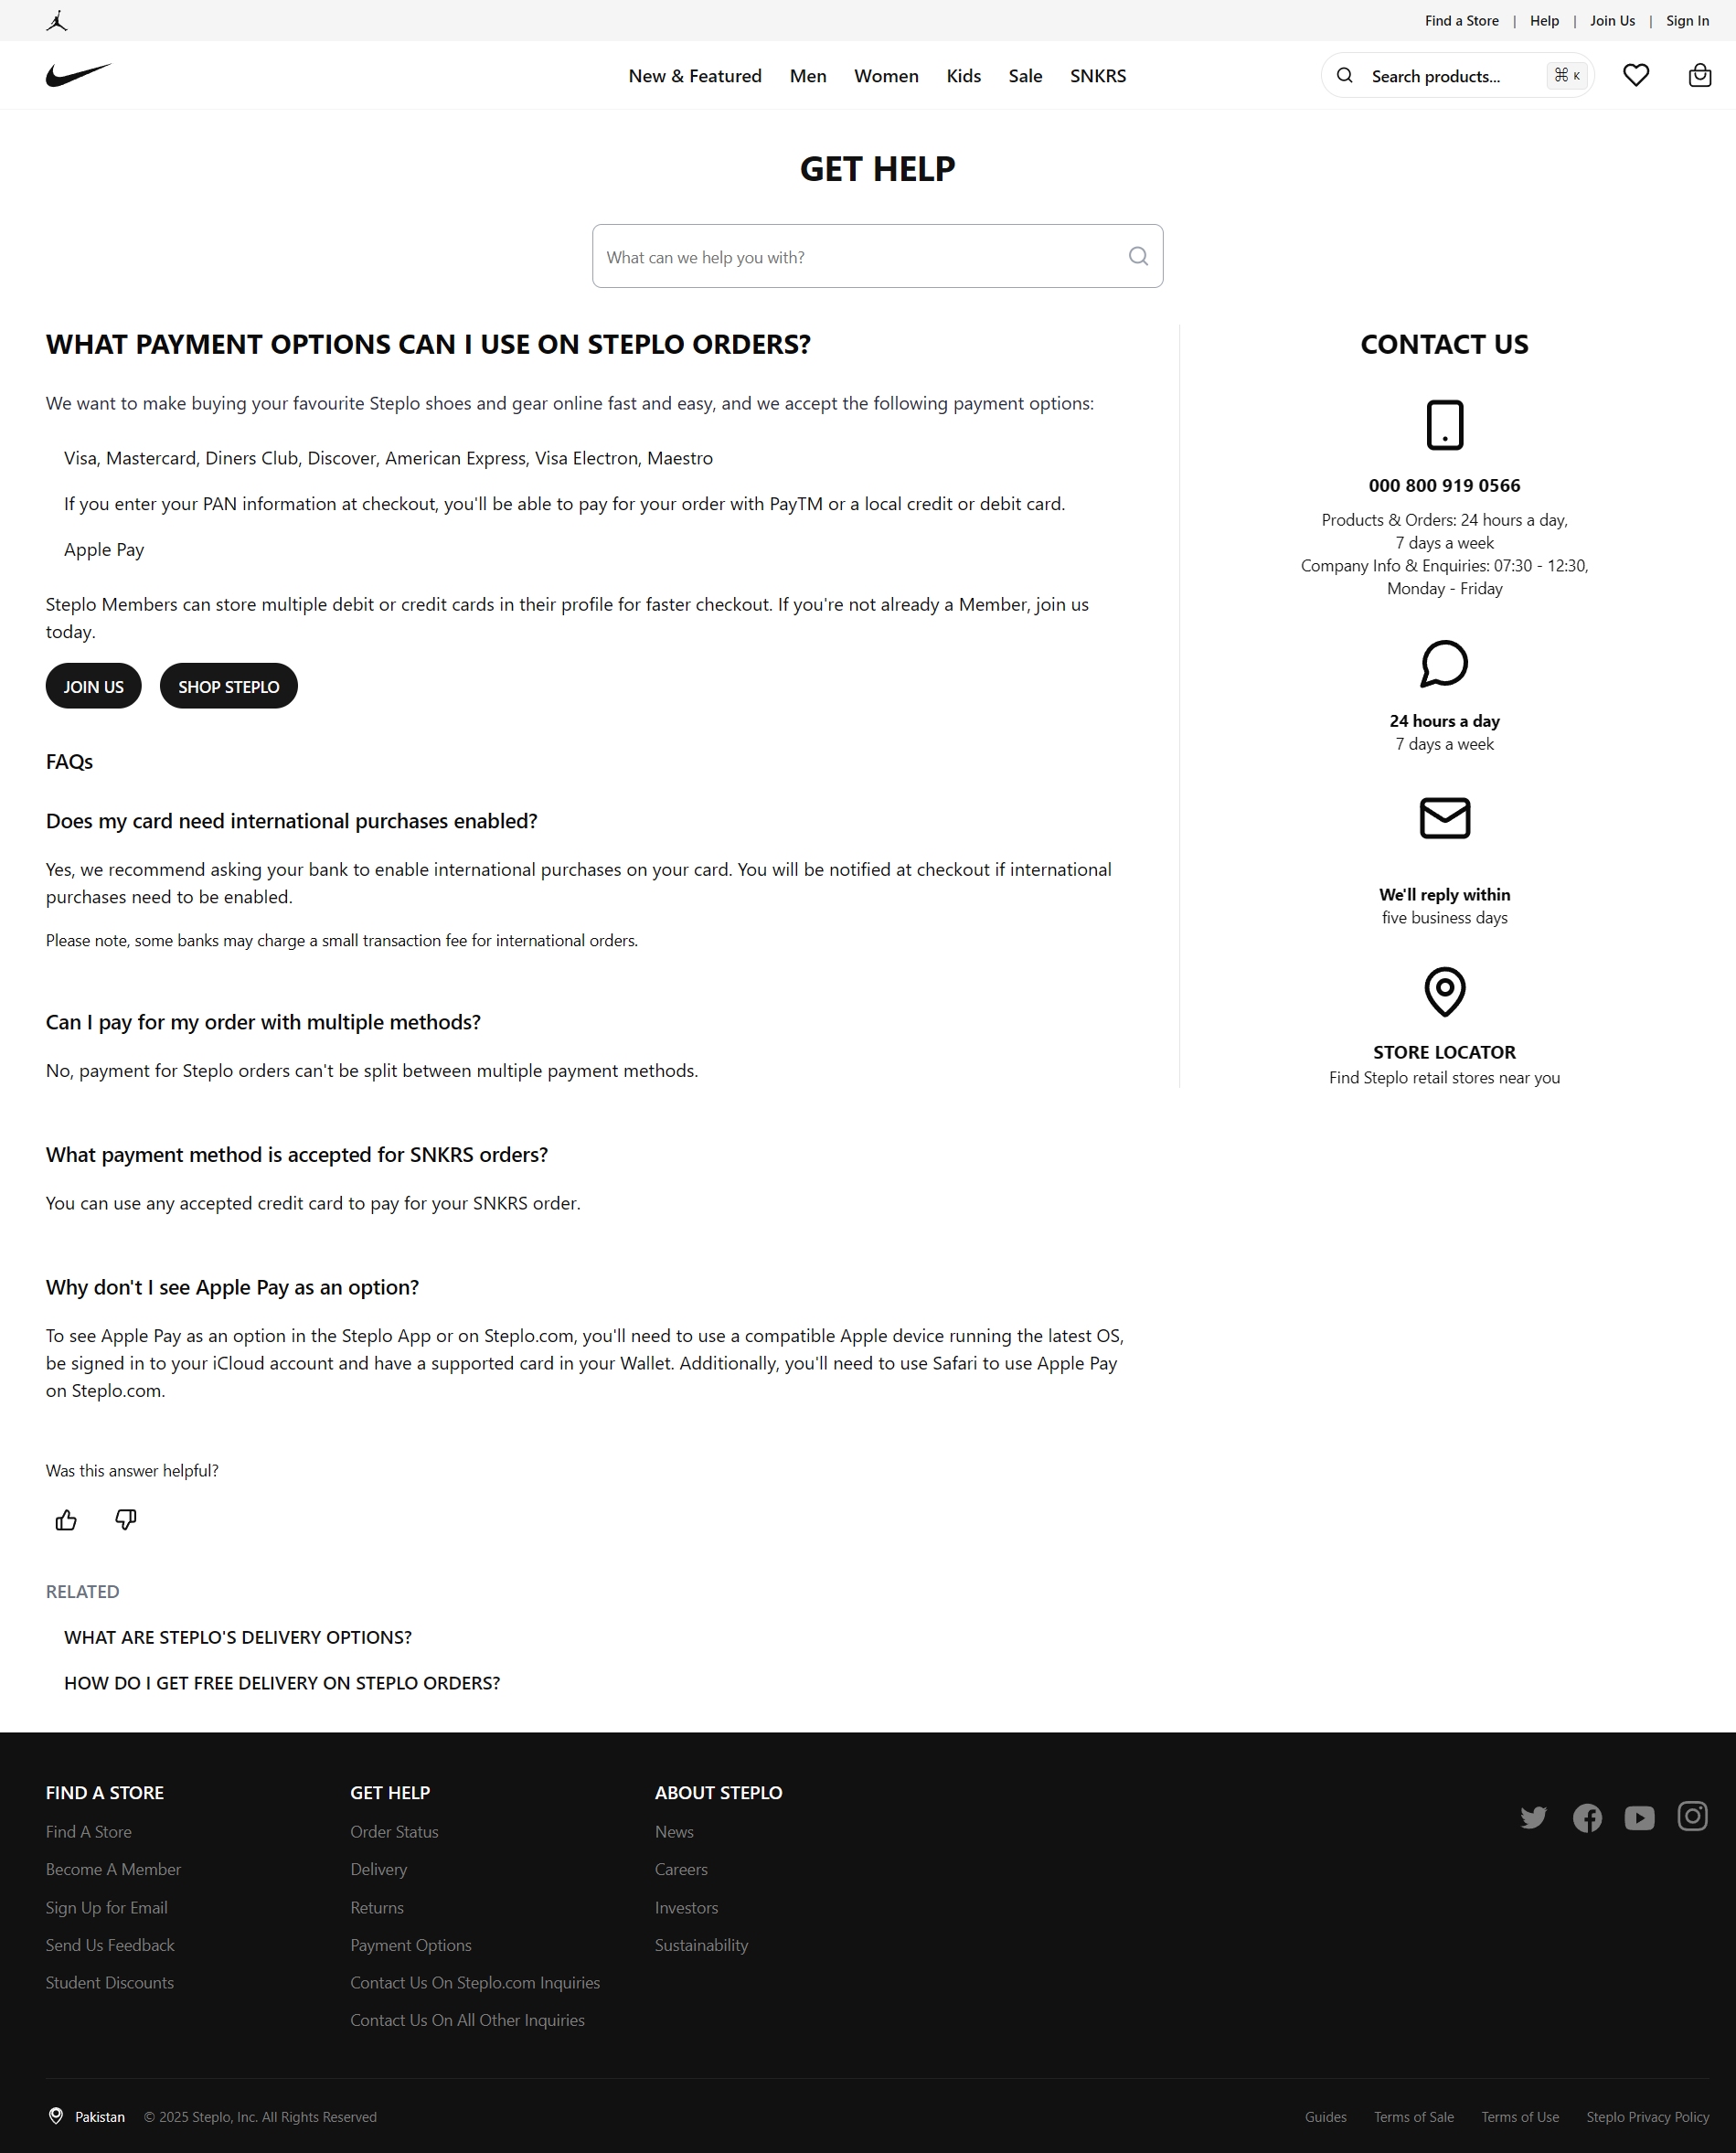 Find a Store | Help | Join Us | Sign In
New & Featured Men Women Kids Sale SNKRS
Search products... ⌘ K
GET HELP
What can we help you with?
WHAT PAYMENT OPTIONS CAN I USE ON STEPLO ORDERS?
We want to make buying your favourite Steplo shoes and gear online fast and easy, and we accept the following payment options:
Visa, Mastercard, Diners Club, Discover, American Express, Visa Electron, Maestro
If you enter your PAN information at checkout, you'll be able to pay for your order with PayTM or a local credit or debit card.
Apple Pay
Steplo Members can store multiple debit or credit cards in their profile for faster checkout. If you're not already a Member, join us
today.
JOIN US SHOP STEPLO
FAQs
Does my card need international purchases enabled?
Yes, we recommend asking your bank to enable international purchases on your card. You will be notified at checkout if international
purchases need to be enabled.
Please note, some banks may charge a small transaction fee for international orders.
Can I pay for my order with multiple methods?
No, payment for Steplo orders can't be split between multiple payment methods.
What payment method is accepted for SNKRS orders?
You can use any accepted credit card to pay for your SNKRS order.
Why don't I see Apple Pay as an option?
To see Apple Pay as an option in the Steplo App or on Steplo.com, you'll need to use a compatible Apple device running the latest OS,
be signed in to your iCloud account and have a supported card in your Wallet. Additionally, you'll need to use Safari to use Apple Pay
on Steplo.com.
Was this answer helpful?
RELATED
WHAT ARE STEPLO'S DELIVERY OPTIONS?
HOW DO I GET FREE DELIVERY ON STEPLO ORDERS?
CONTACT US
000 800 919 0566
Products & Orders: 24 hours a day,
7 days a week
Company Info & Enquiries: 07:30 - 12:30,
Monday - Friday
24 hours a day
7 days a week
We'll reply within
five business days
STORE LOCATOR
Find Steplo retail stores near you
FIND A STORE
Find A Store
Become A Member
Sign Up for Email
Send Us Feedback
Student Discounts
GET HELP
Order Status
Delivery
Returns
Payment Options
Contact Us On Steplo.com Inquiries
Contact Us On All Other Inquiries
ABOUT STEPLO
News
Careers
Investors
Sustainability
Pakistan © 2025 Steplo, Inc. All Rights Reserved
Guides Terms of Sale Terms of Use Steplo Privacy Policy